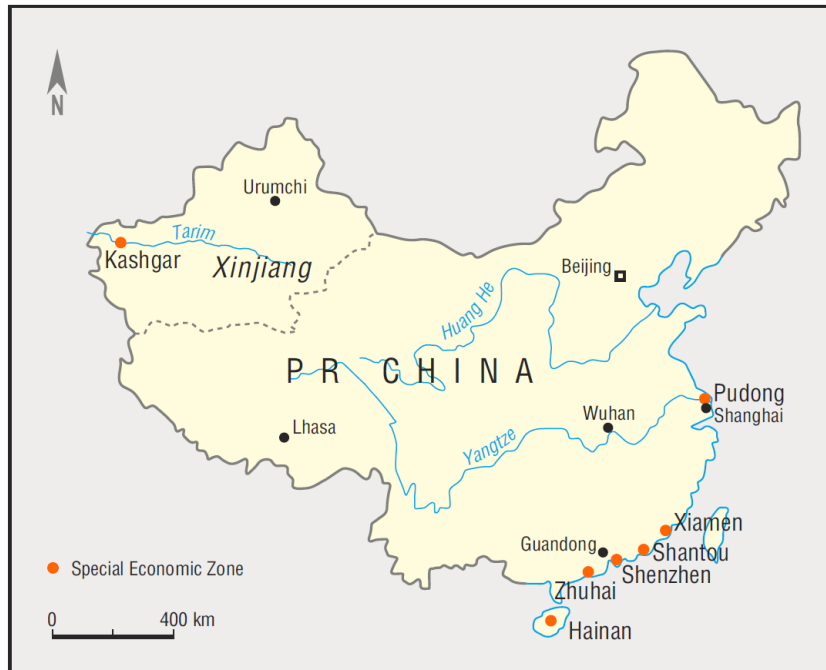 N
Urumchi
Tarim
Kashgar
Xinjiang
Beijing
Huang He
PR CHINA
Pudong
Shanghai
Wuhan
Lhasa
Yangtze
Xiamen
Guandong
Shantou
Shenzhen
Zhuhai
Hainan
Special Economic Zone
0 400 km